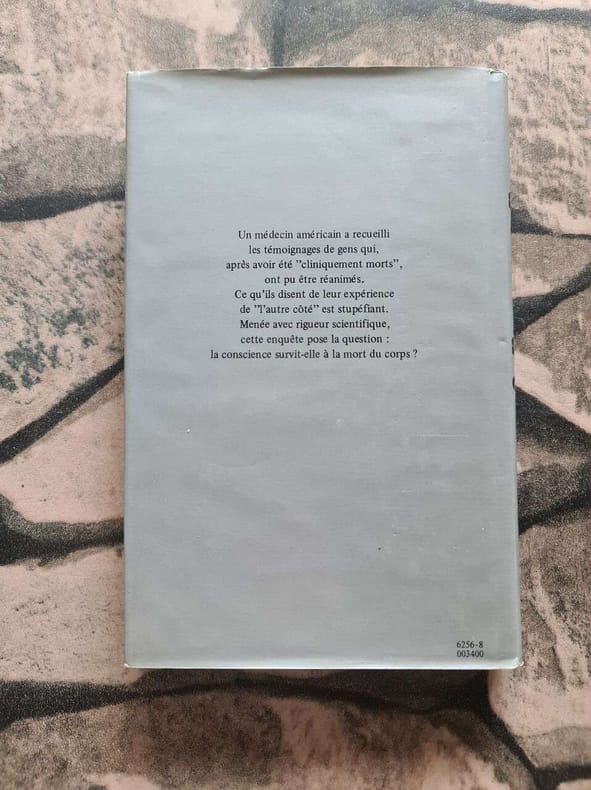 Un médecin américain a recueilli
les témoignages de gens qui,
après avoir été "cliniquement morts",
ont pu être réanimés.
Ce qu'ils disent de leur expérience
de "l'autre côté" est stupéfiant.
Menée avec rigueur scientifique,
cette enquête pose la question :
la conscience survit-elle à la mort du corps ?
6256-8
003400